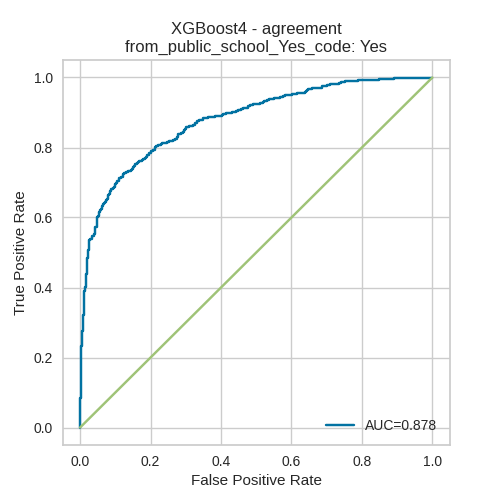 XGBoost4 - agreement
from_public_school_Yes_code: Yes
1.0
0.8
0.6
0.4
0.2
0.0
True Positive Rate
AUC=0.878
0.0 0.2 0.4 0.6 0.8 1.0
False Positive Rate